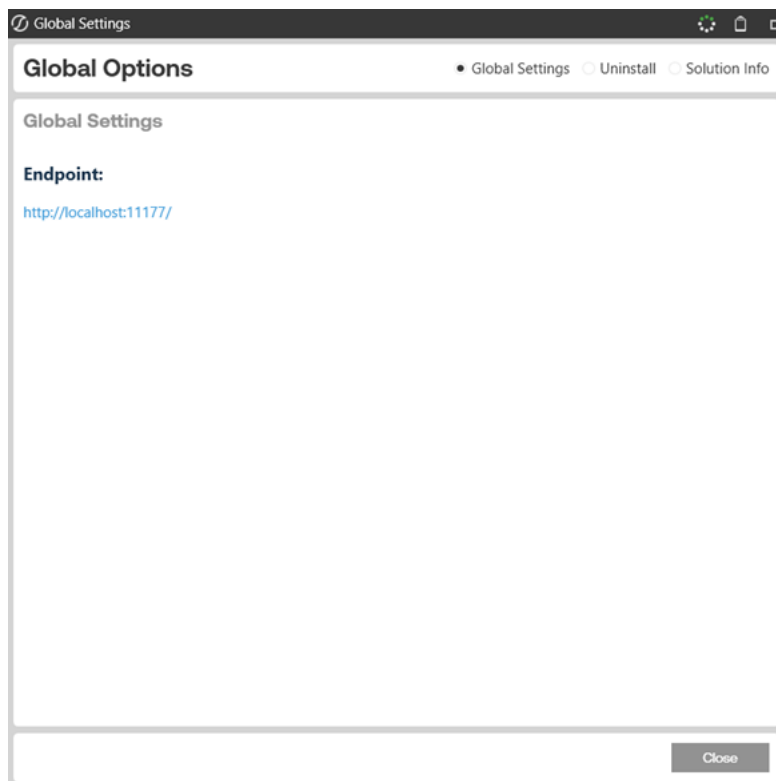 Global Settings
Global Options
Global Settings Uninstall Solution Info
Global Settings
Endpoint:
http://localhost:11177/
Close